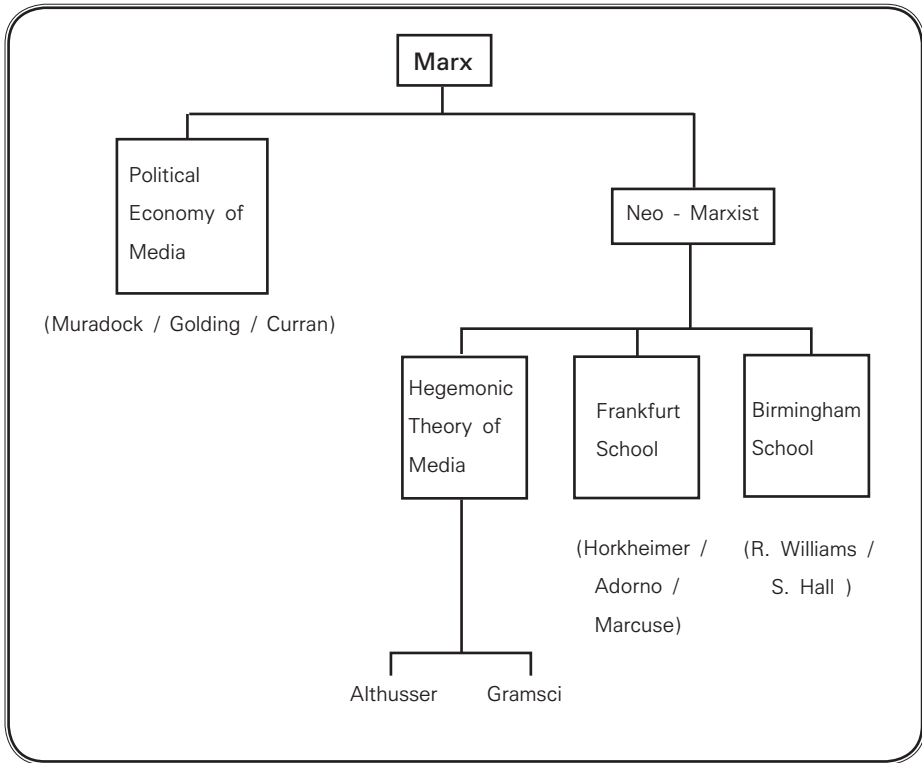 Marx
Political
Economy of
Media
(Muradock / Golding / Curran)
Neo - Marxist
Hegemonic
Theory of
Media
Frankfurt
School
Birmingham
School
(Horkheimer /
Adorno /
Marcuse)
(R. Williams /
S. Hall )
Althusser
Gramsci